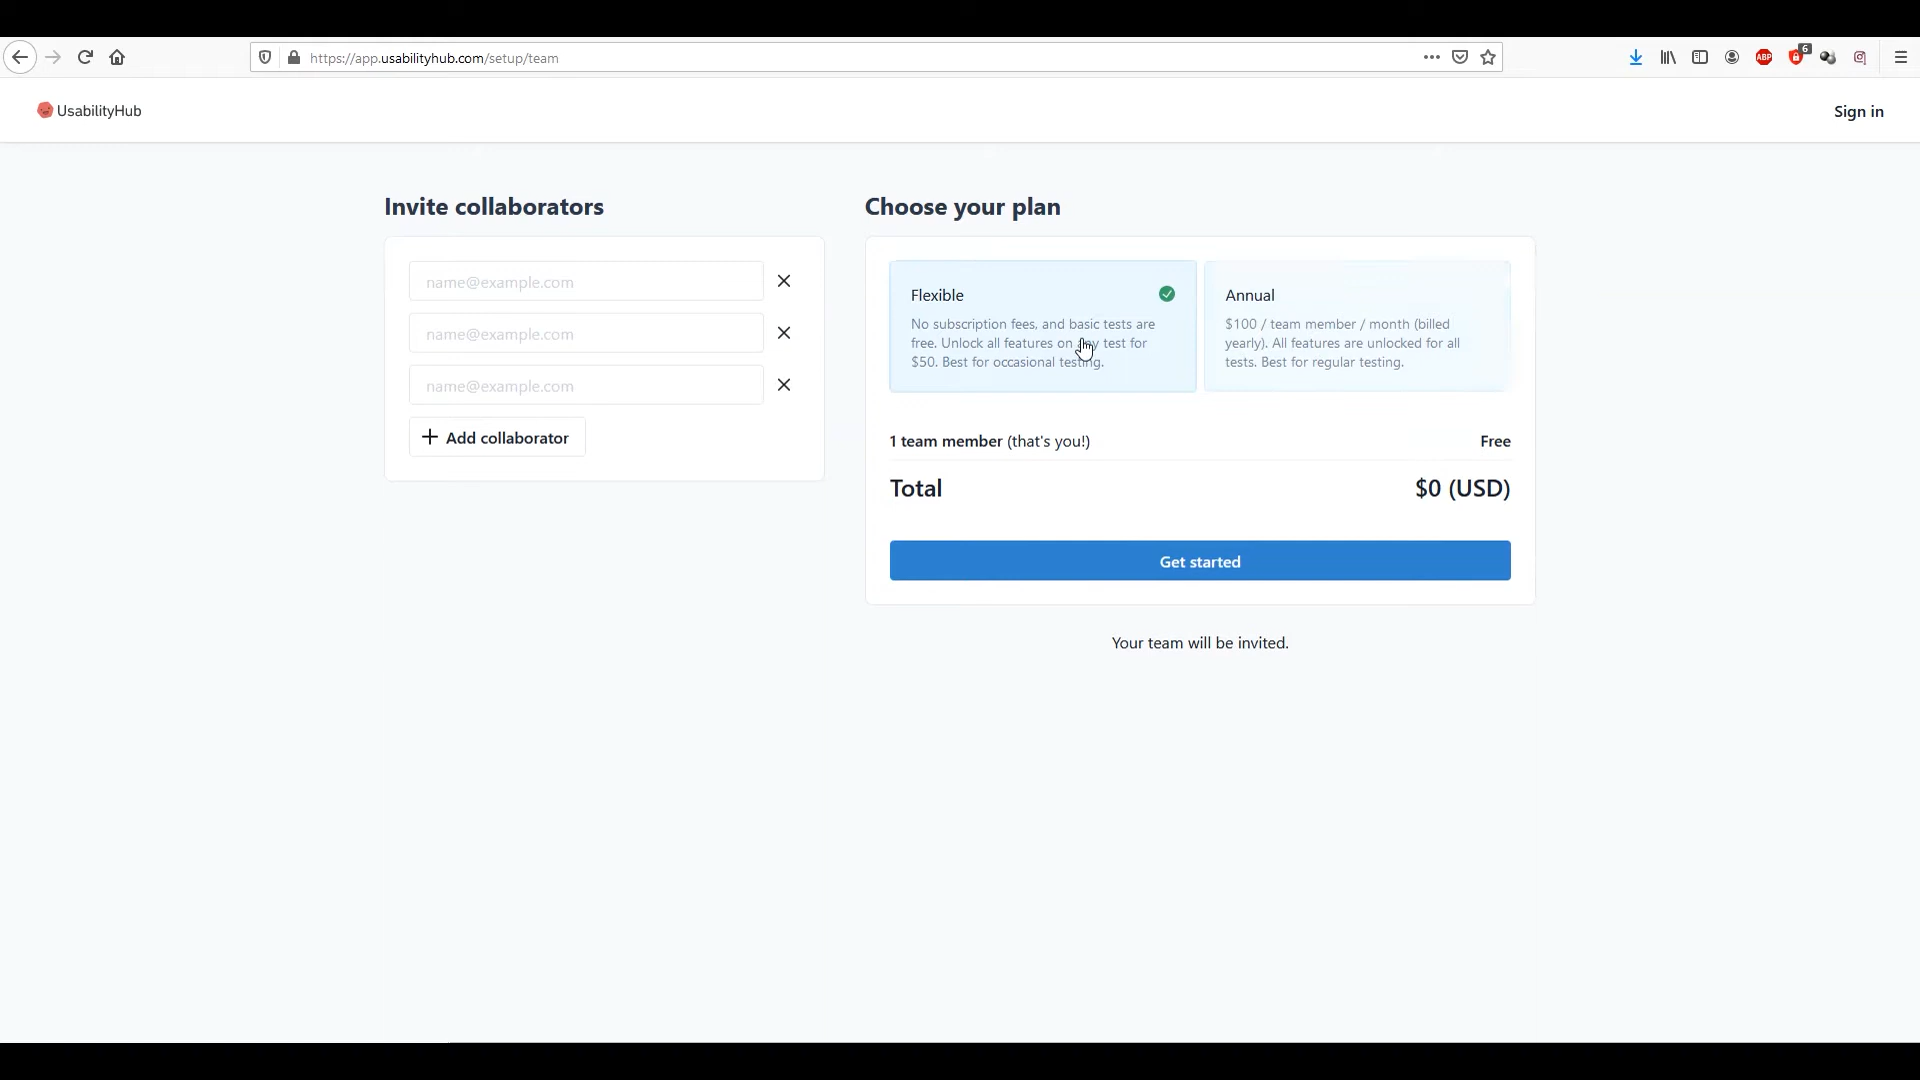 https://app.usabilityhub.com/setup/team
ABP
6
UsabilityHub
Sign in
Invite collaborators
name@example.com
name@example.com
name@example.com
Add collaborator
Choose your plan
Flexible
No subscription fees, and basic tests are
free. Unlock all features on any test for
$50. Best for occasional testing.
Annual
$100 / team member / month (billed
yearly). All features are unlocked for all
tests. Best for regular testing.
1 team member (that's you!)
Free
Total
$0 (USD)
Get started
Your team will be invited.